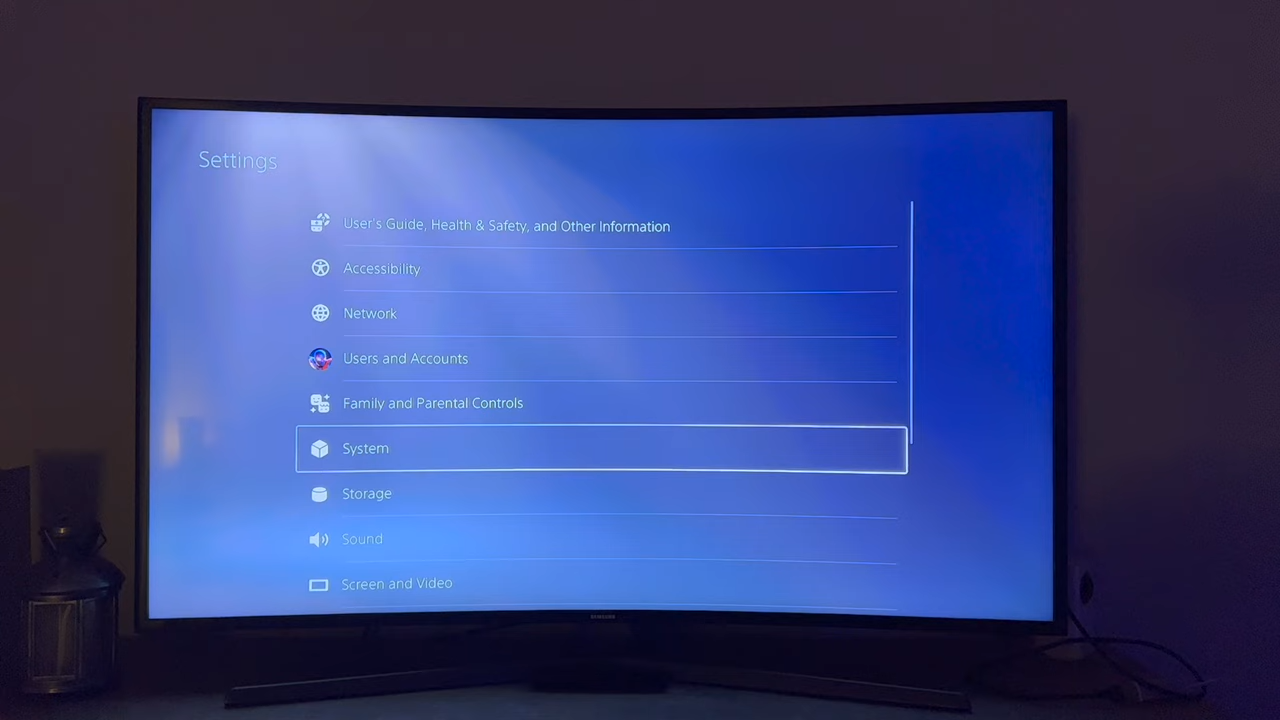 Settings
User's Guide, Health & Safety, and Other Information
Accessibility
Network
Users and Accounts
Family and Parental Controls
System
Storage
Sound
Screen and Video
SAMSUNG